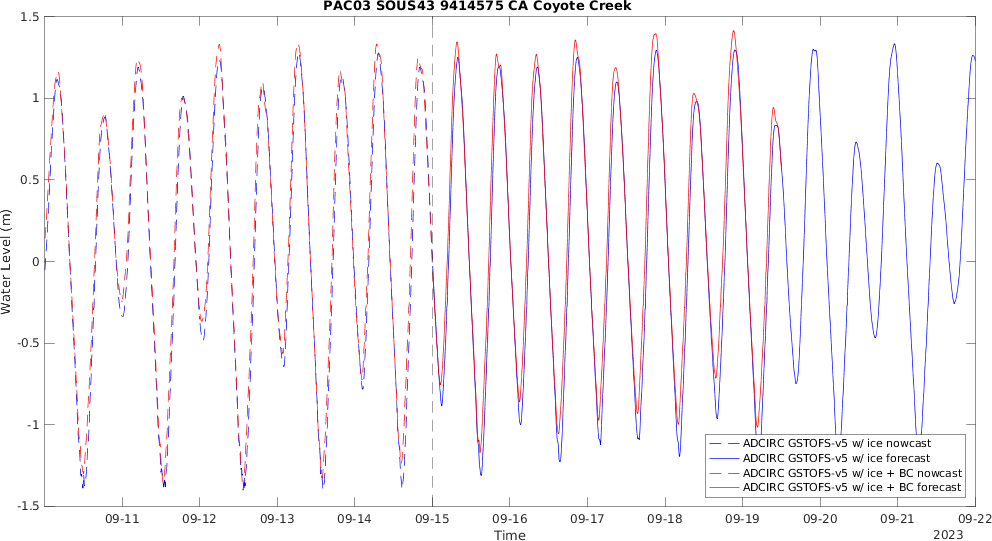 PAC03 SOUS43 9414575 CA Coyote Creek
1.5
1
0.5
0
-0.5
-1
-1.5
Water Level (m)
ADCIRC GSTOFS-v5 w/ ice nowcast
ADCIRC GSTOFS-v5 w/ ice forecast
ADCIRC GSTOFS-v5 w/ ice + BC nowcast
ADCIRC GSTOFS-v5 w/ ice + BC forecast
09-11 09-12 09-13 09-14 09-15 09-16 09-17 09-18 09-19 09-20 09-21 09-22
2023
Time